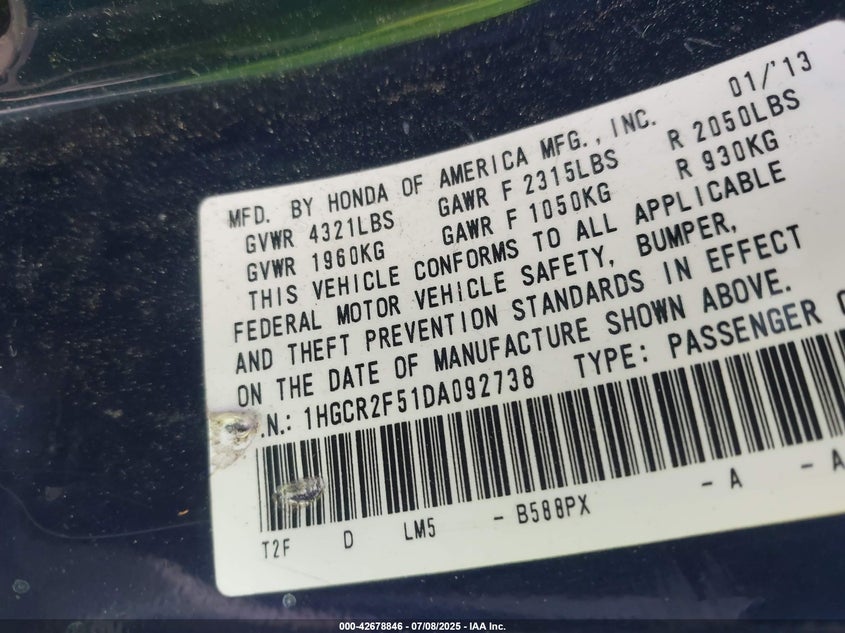 01/'13
MFD. BY HONDA OF AMERICA MFG., INC.
GVWR 4321LBS GAWR F 2315LBS R 2050LBS
GVWR 1960KG GAWR F 1050KG R 930KG
THIS VEHICLE CONFORMS TO ALL APPLICABLE
FEDERAL MOTOR VEHICLE SAFETY, BUMPER,
AND THEFT PREVENTION STANDARDS IN EFFECT
ON THE DATE OF MANUFACTURE SHOWN ABOVE.
.N.: 1HGCR2F51DA092738 TYPE: PASSENGER
T2F D LM5 - B588PX - A - A
000-42678846 - 07/08/2025 - IAA Inc.